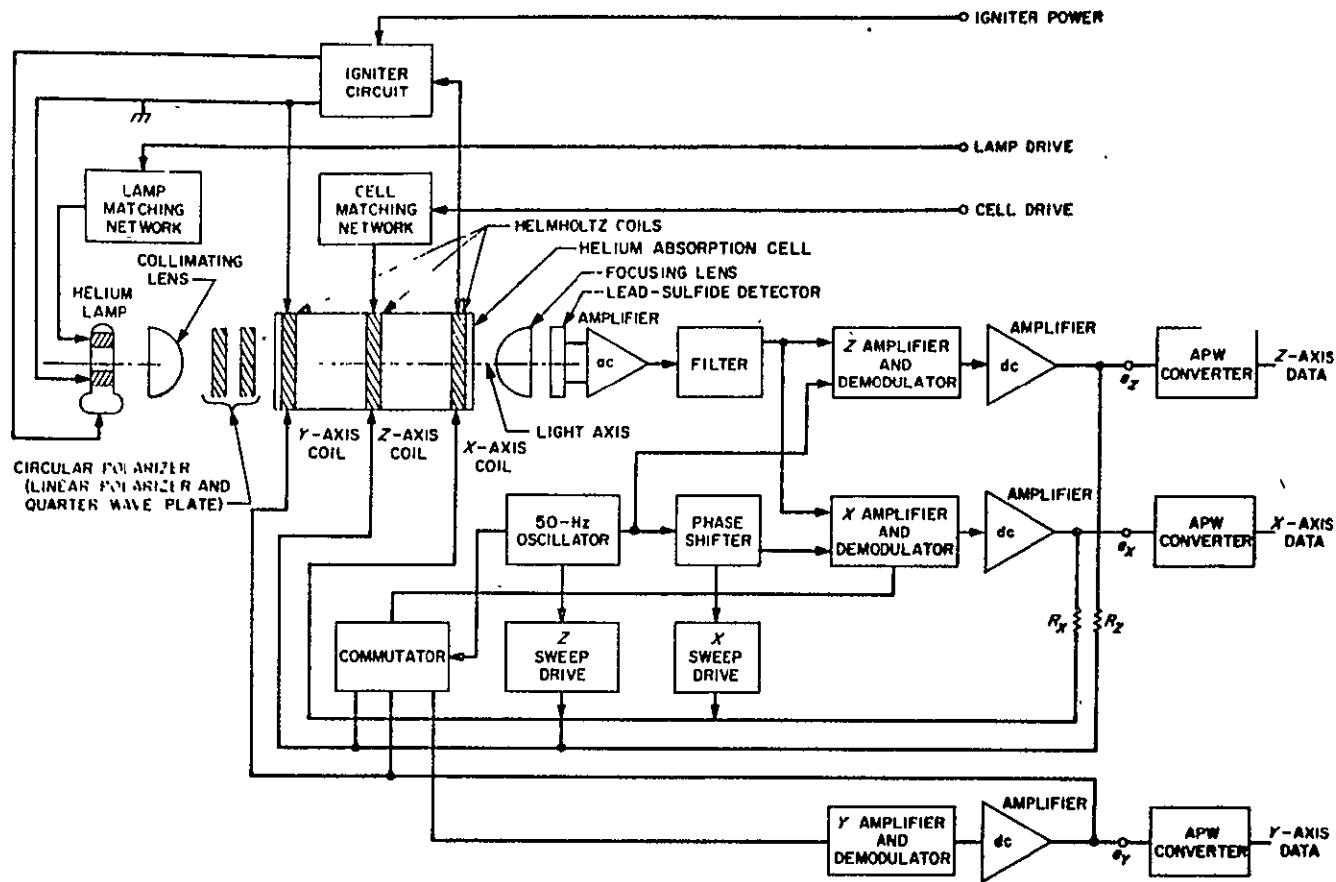 IGNITER POWER
IGNITER
CIRCUIT
LAMP DRIVE
LAMP
MATCHING
NETWORK
CELL
MATCHING
NETWORK
CELL DRIVE
HELMHOLTZ COILS
HELIUM ABSORPTION CELL
FOCUSING LENS
LEAD-SULFIDE DETECTOR
COLLIMATING
LENS
HELIUM
LAMP
AMPLIFIER
ac
FILTER
Z AMPLIFIER
AND
DEMODULATOR
AMPLIFIER
dc
eZ
APW
CONVERTER
Z-AXIS
DATA
LIGHT AXIS
Y-AXIS
COIL
Z-AXIS
COIL
X-AXIS
COIL
CIRCULAR POLARIZER
(LINEAR POLARIZER AND
QUARTER WAVE PLATE)
50-Hz
OSCILLATOR
PHASE
SHIFTER
X AMPLIFIER
AND
DEMODULATOR
AMPLIFIER
dc
eX
APW
CONVERTER
X-AXIS
DATA
RX
RZ
COMMUTATOR
Z
SWEEP
DRIVE
X
SWEEP
DRIVE
Y AMPLIFIER
AND
DEMODULATOR
AMPLIFIER
dc
eY
APW
CONVERTER
Y-AXIS
DATA